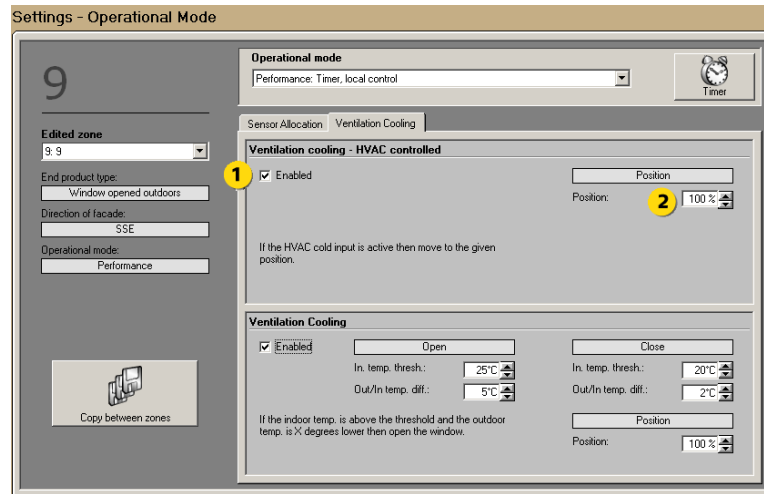 Settings - Operational Mode
9
Edited zone
9: 9
End product type:
Window opened outdoors
Direction of facade:
SSE
Operational mode:
Performance
Copy between zones
Operational mode
Performance: Timer, local control
Timer
Sensor Allocation
Ventilation Cooling
Ventilation cooling - HVAC controlled
1
Enabled
Position
Position:
2
100 %
If the HVAC cold input is active then move to the given
position.
Ventilation Cooling
Enabled
Open
In. temp. thresh.:
25°C
Out/In temp. diff.:
5°C
If the indoor temp. is above the threshold and the outdoor
temp. is X degrees lower then open the window.
Close
In. temp. thresh.:
20°C
Out/In temp. diff.:
2°C
Position
Position:
100 %